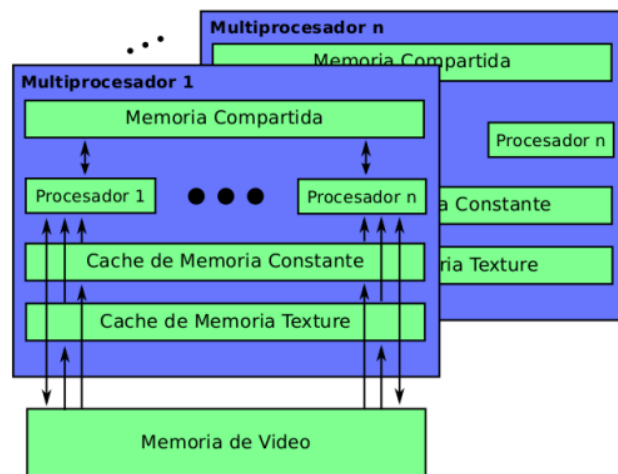 Multiprocesador n
Memoria Compartida
Procesador n
a Constante
ria Texture
Multiprocesador 1
Memoria Compartida
Procesador 1
Procesador n
Cache de Memoria Constante
Cache de Memoria Texture
Memoria de Video